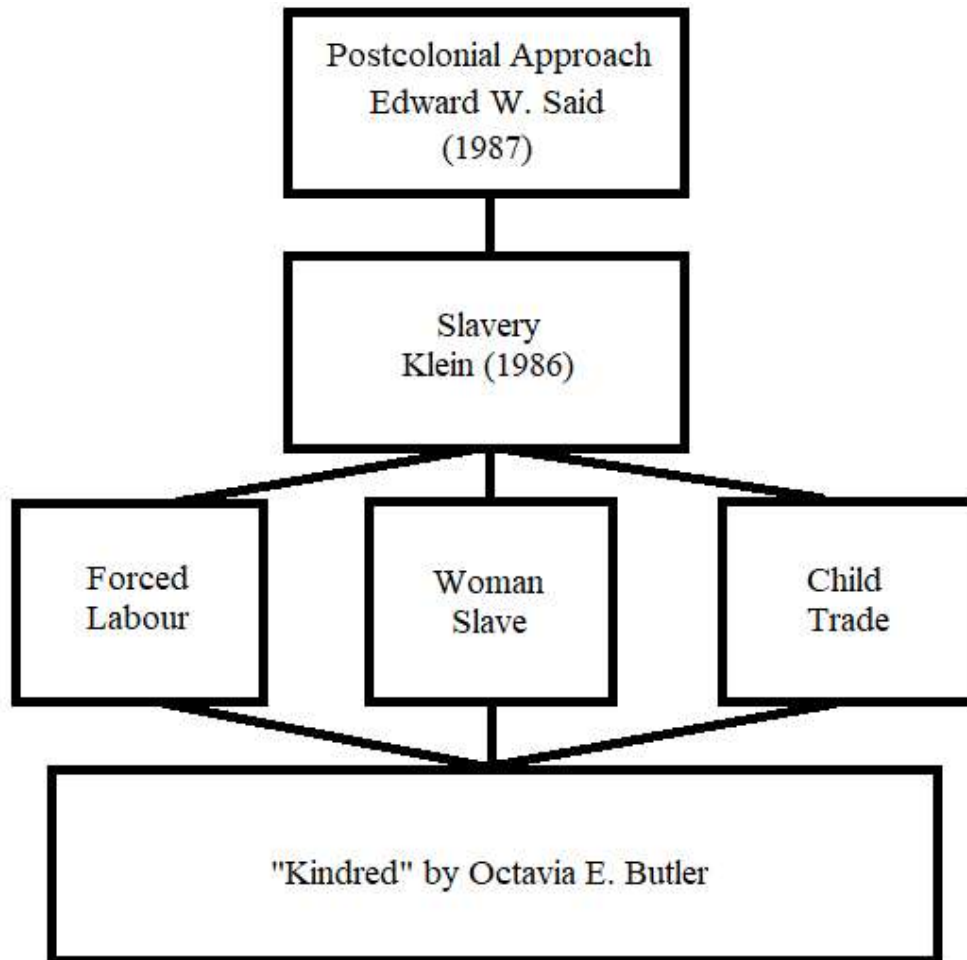 Postcolonial Approach
Edward W. Said
(1987)
Slavery
Klein (1986)
Forced
Labour
Woman
Slave
Child
Trade
"Kindred" by Octavia E. Butler